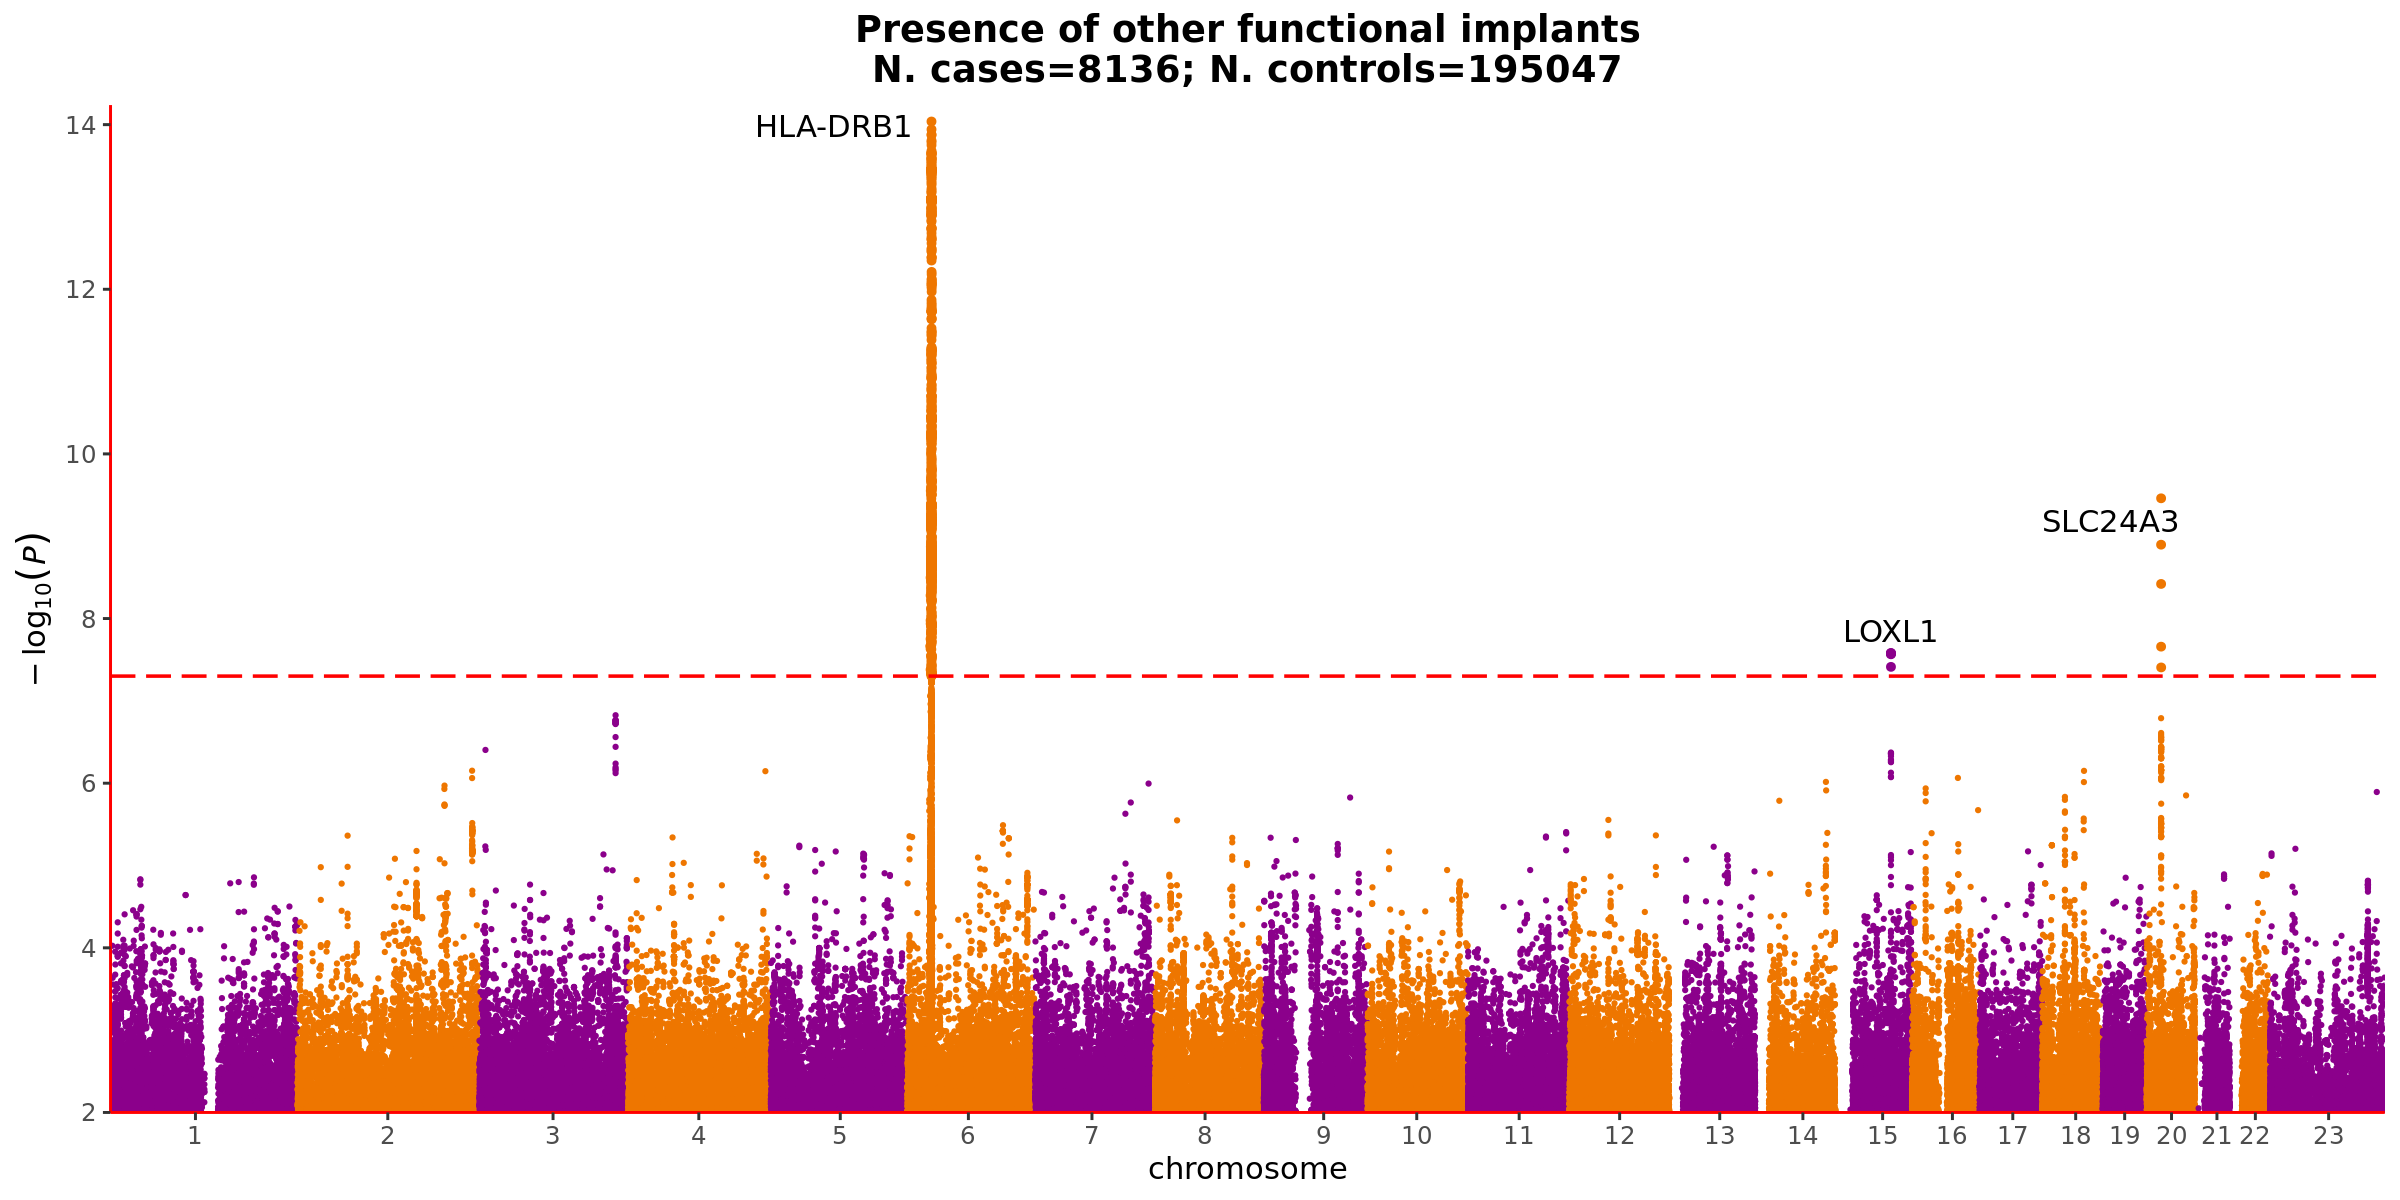 Presence of other functional implants
N. cases=8136; N. controls=195047
14
12
10
8
6
4
2
−log10(P)
HLA-DRB1
SLC24A3
LOXL1
1 2 3 4 5 6 7 8 9 10 11 12 13 14 15 16 17 18 19 20 21 22 23
chromosome